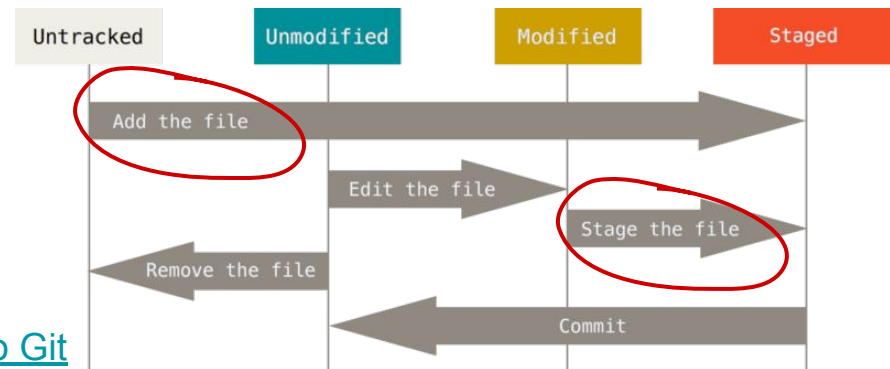 Untracked Unmodified Modified Staged
Add the file
Edit the file
Stage the file
Remove the file
Commit
Git